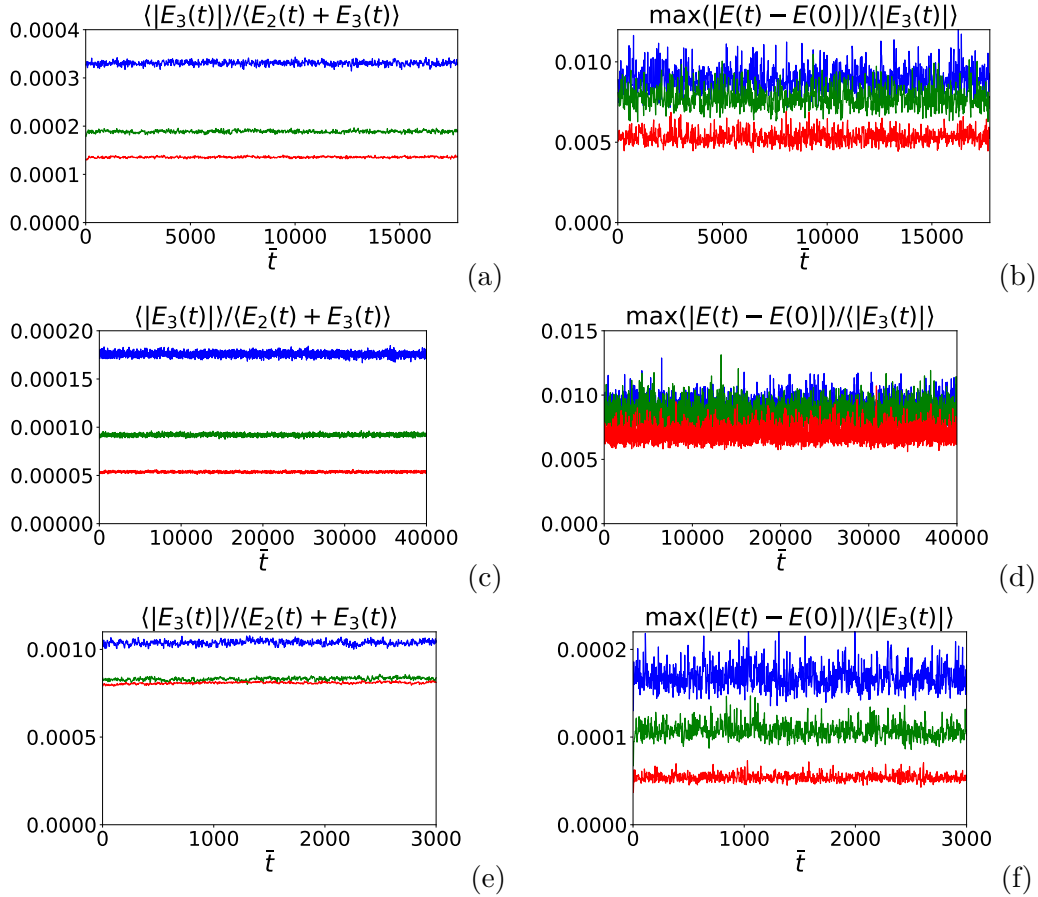 ⟨|E₃(t)|⟩/⟨E₂(t) + E₃(t)⟩
0.0004
0.0003
0.0002
0.0001
0.0000
0 5000 10000 15000
t̄
(a)
max(|E(t) − E(0)|)/⟨|E₃(t)|⟩
0.010
0.005
0.000
0 5000 10000 15000
t̄
(b)
⟨|E₃(t)|⟩/⟨E₂(t) + E₃(t)⟩
0.00020
0.00015
0.00010
0.00005
0.00000
0 10000 20000 30000 40000
t̄
(c)
max(|E(t) − E(0)|)/⟨|E₃(t)|⟩
0.015
0.010
0.005
0.000
0 10000 20000 30000 40000
t̄
(d)
⟨|E₃(t)|⟩/⟨E₂(t) + E₃(t)⟩
0.0010
0.0005
0.0000
0 1000 2000 3000
t̄
(e)
max(|E(t) − E(0)|)/⟨|E₃(t)|⟩
0.0002
0.0001
0.0000
0 1000 2000 3000
t̄
(f)